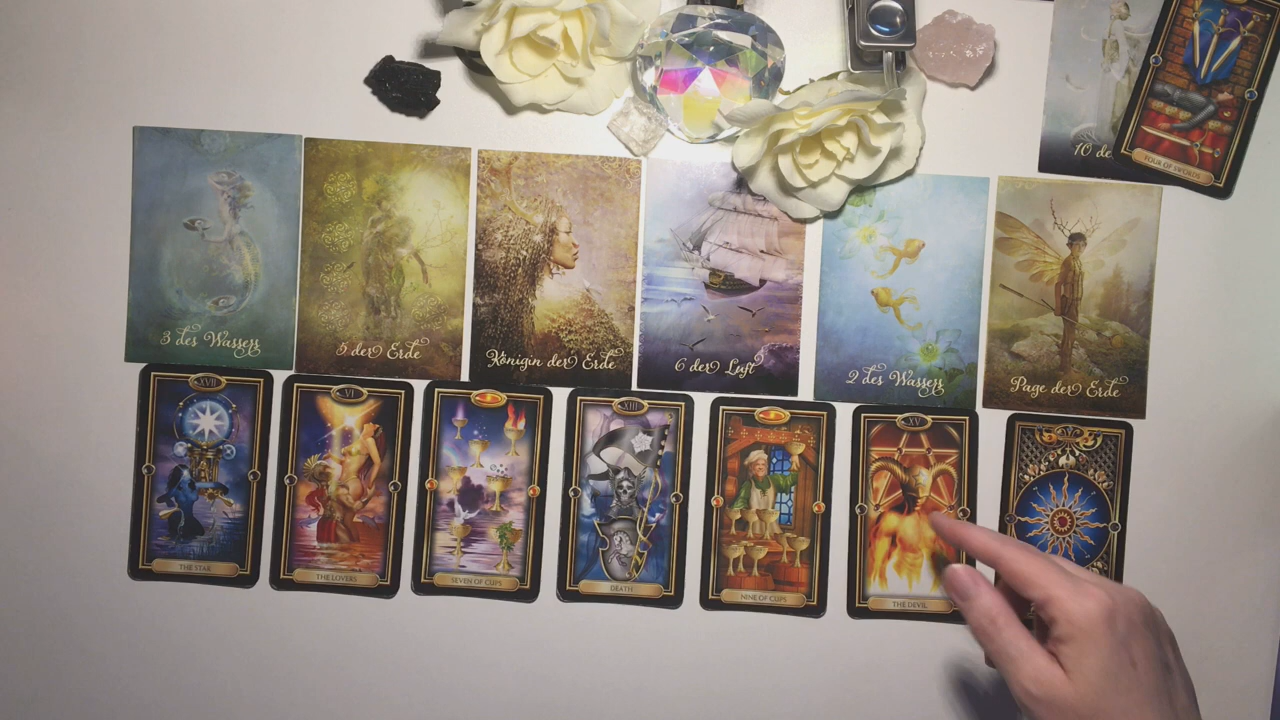 10 de
FOUR OF SWORDS
3 des Wassers
5 der Erde
Königin der Erde
6 der Luft
2 des Wassers
Page der Erde
XVII
THE STAR
VI
THE LOVERS
SEVEN OF CUPS
XIII
DEATH
NINE OF CUPS
XV
THE DEVIL